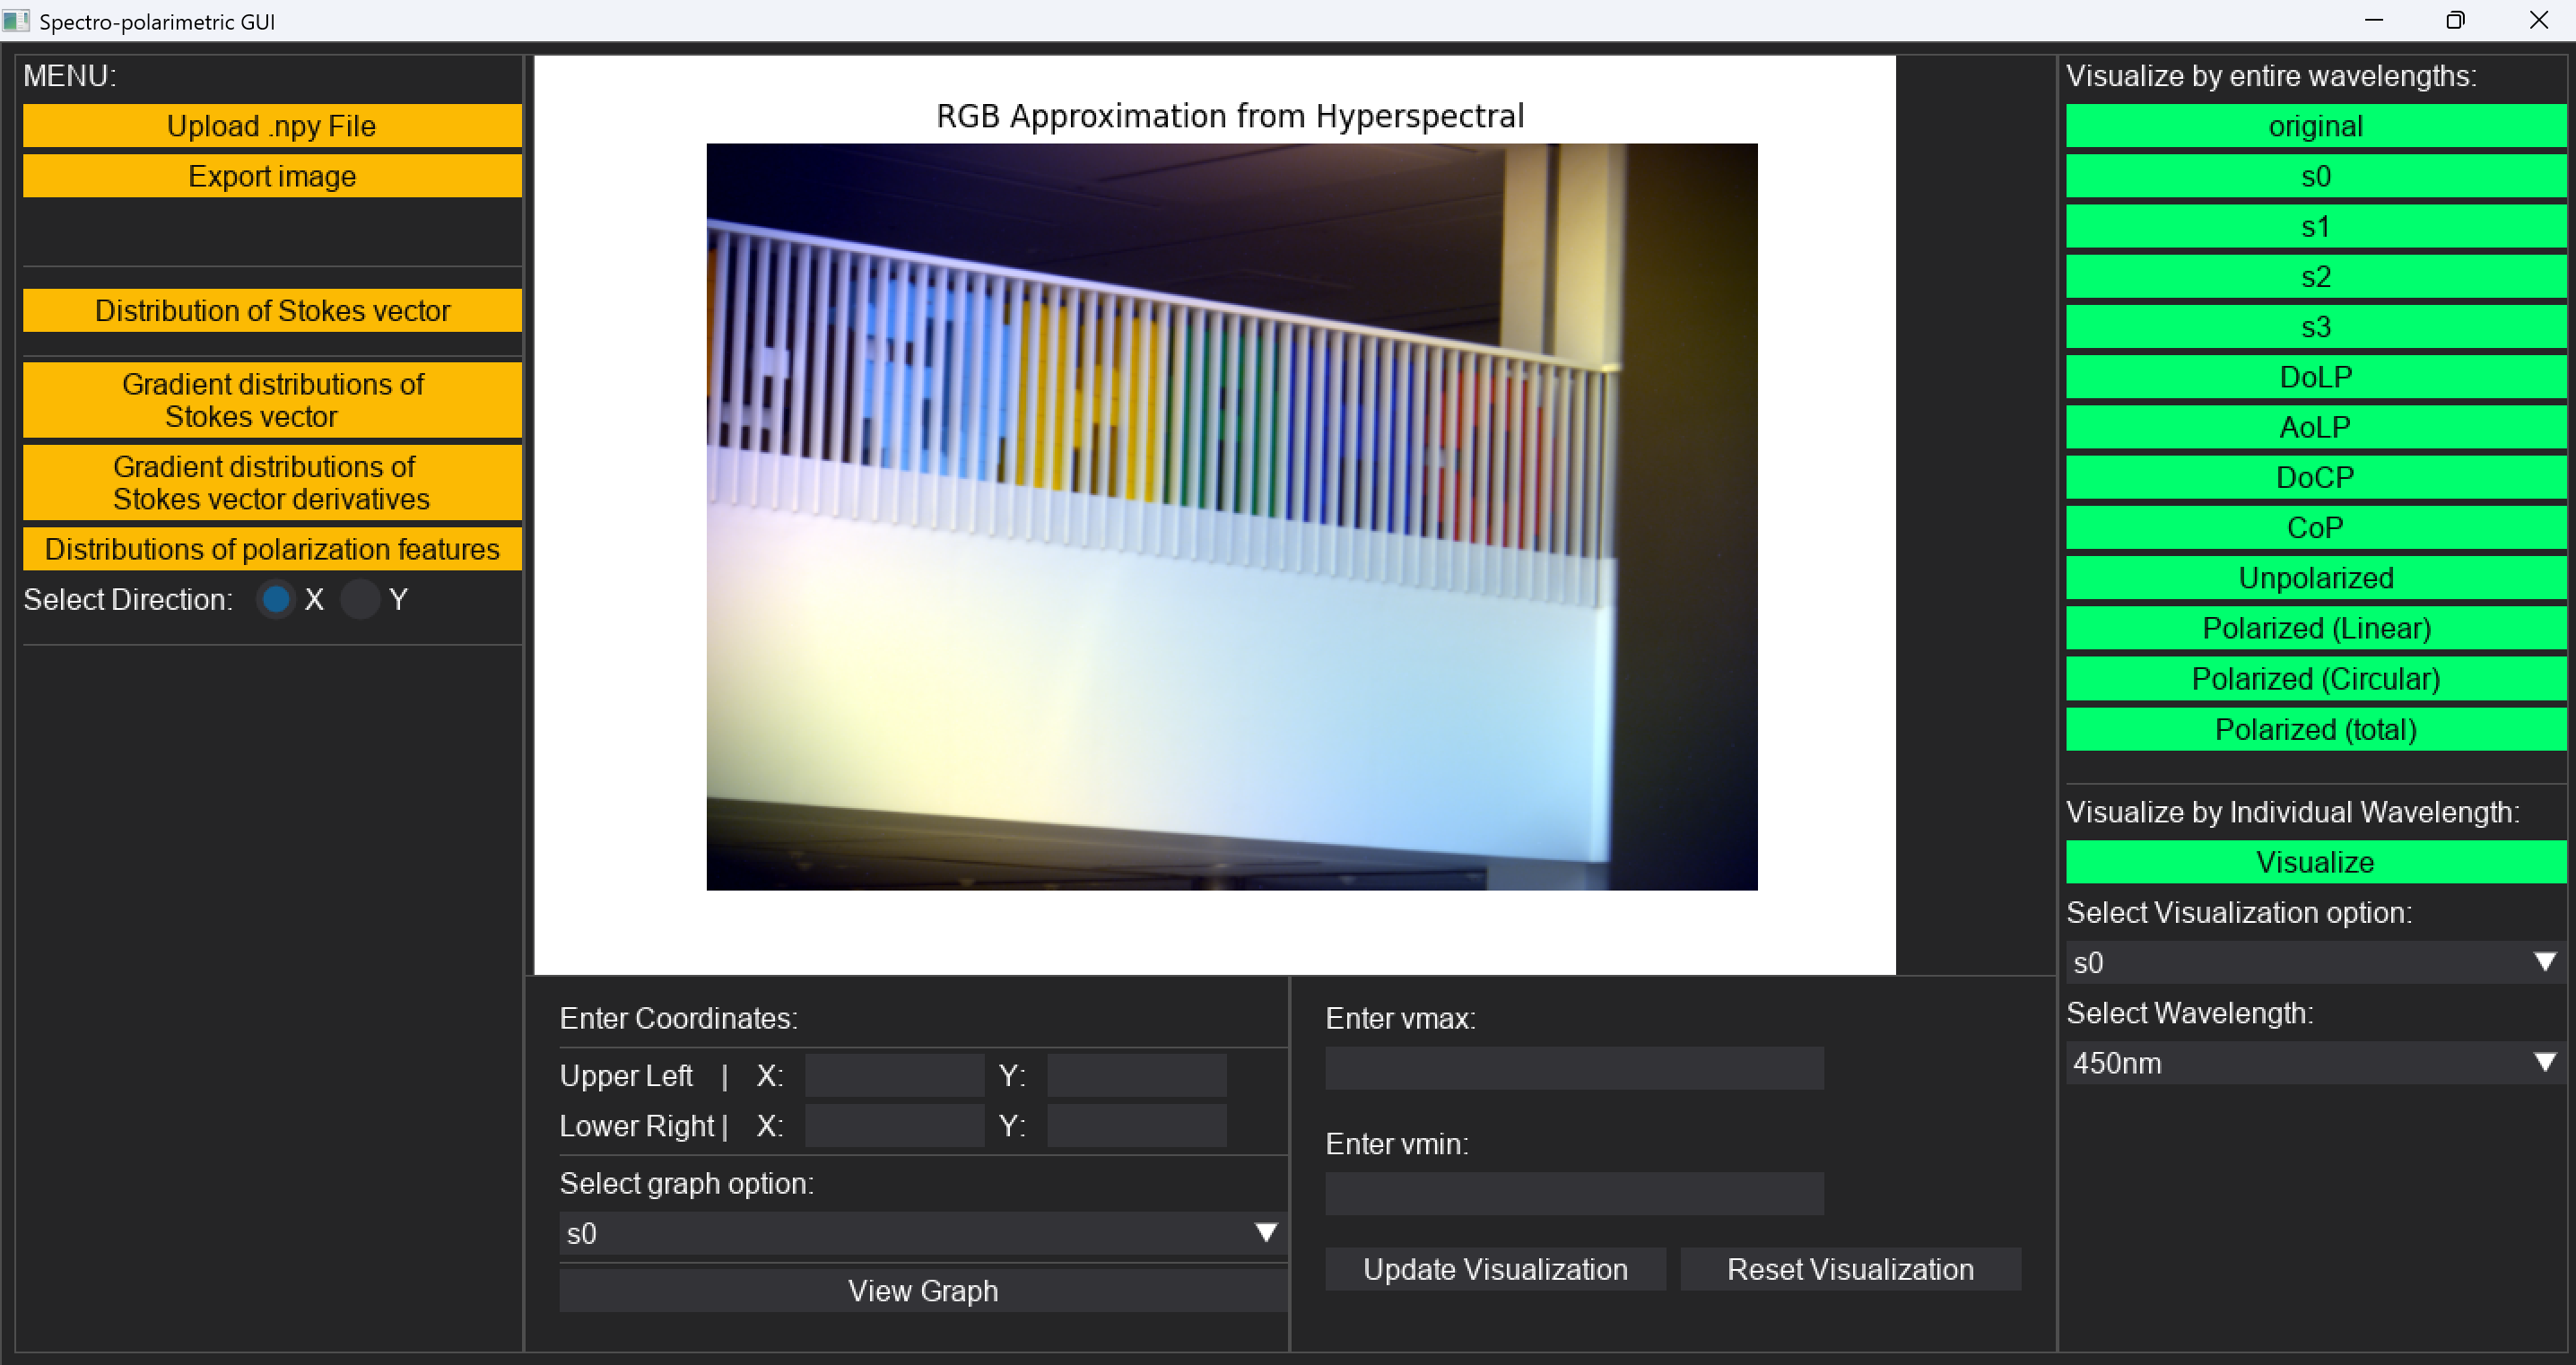 Spectro-polarimetric GUI
MENU:
Upload .npy File
Export image
Distribution of Stokes vector
Gradient distributions of
Stokes vector
Gradient distributions of
Stokes vector derivatives
Distributions of polarization features
Select Direction: X Y
RGB Approximation from Hyperspectral
Enter Coordinates:
Upper Left | X: Y:
Lower Right | X: Y:
Select graph option:
s0
View Graph
Enter vmax:
Enter vmin:
Update Visualization Reset Visualization
Visualize by entire wavelengths:
original
s0
s1
s2
s3
DoLP
AoLP
DoCP
CoP
Unpolarized
Polarized (Linear)
Polarized (Circular)
Polarized (total)
Visualize by Individual Wavelength:
Visualize
Select Visualization option:
s0
Select Wavelength:
450nm